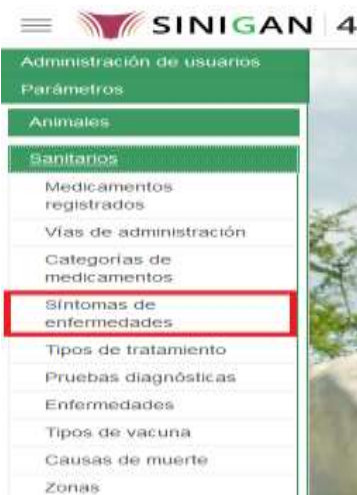 SINIGAN 4
Administración de usuarios
Parámetros
Animales
Sanitarios
Medicamentos
registrados
Vías de administración
Categorías de
medicamentos
Síntomas de
enfermedades
Tipos de tratamiento
Pruebas diagnósticas
Enfermedades
Tipos de vacuna
Causas de muerte
Zonas